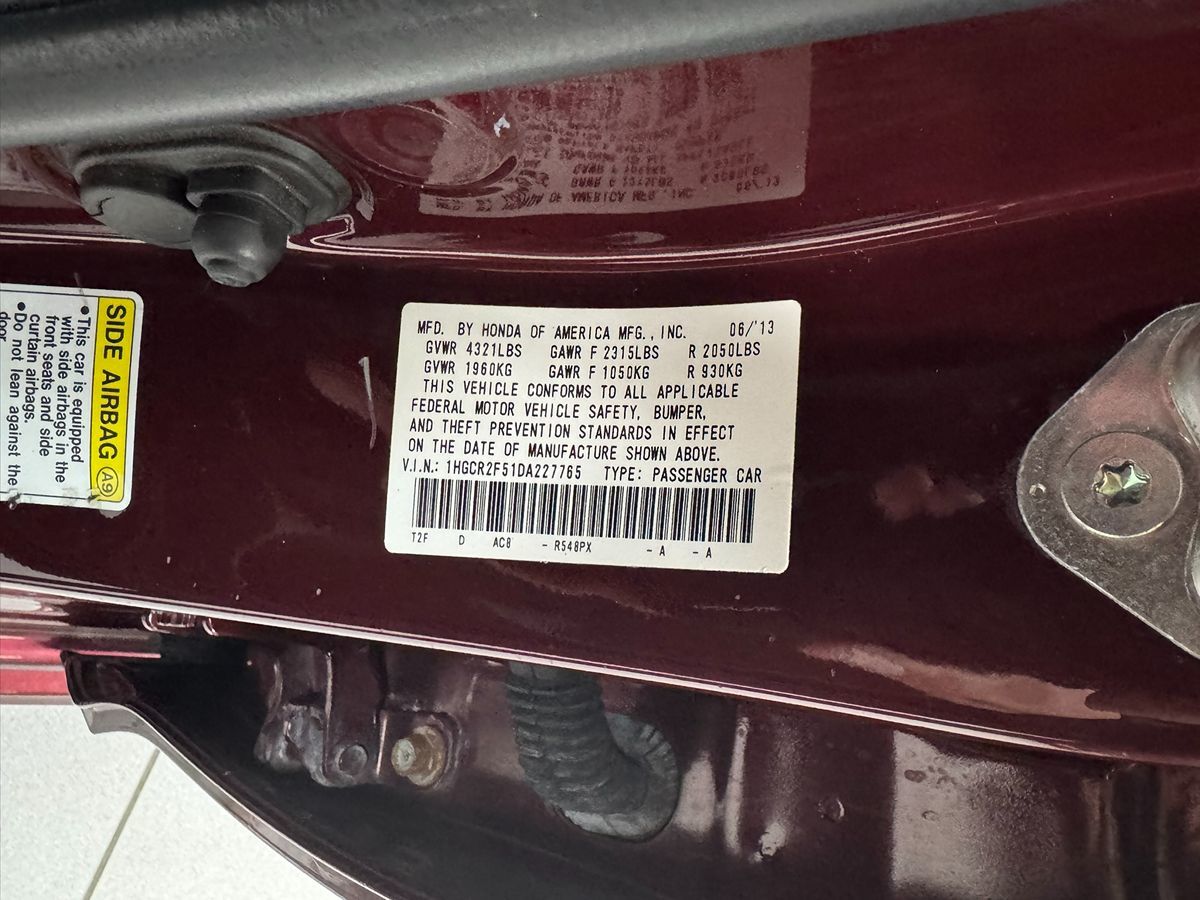 MFD. BY HONDA OF AMERICA MFG., INC. 06/'13
GVWR 4321LBS GAWR F 2315LBS R 2050LBS
GVWR 1960KG GAWR F 1050KG R 930KG
THIS VEHICLE CONFORMS TO ALL APPLICABLE
FEDERAL MOTOR VEHICLE SAFETY, BUMPER,
AND THEFT PREVENTION STANDARDS IN EFFECT
ON THE DATE OF MANUFACTURE SHOWN ABOVE.
V.I.N.: 1HGCR2F51DA227765 TYPE: PASSENGER CAR
T2F D AC8 - R548PX - A - A
SIDE AIRBAG A9
•This car is equipped
with side airbags in the
front seats and side
curtain airbags.
•Do not lean against the
door.